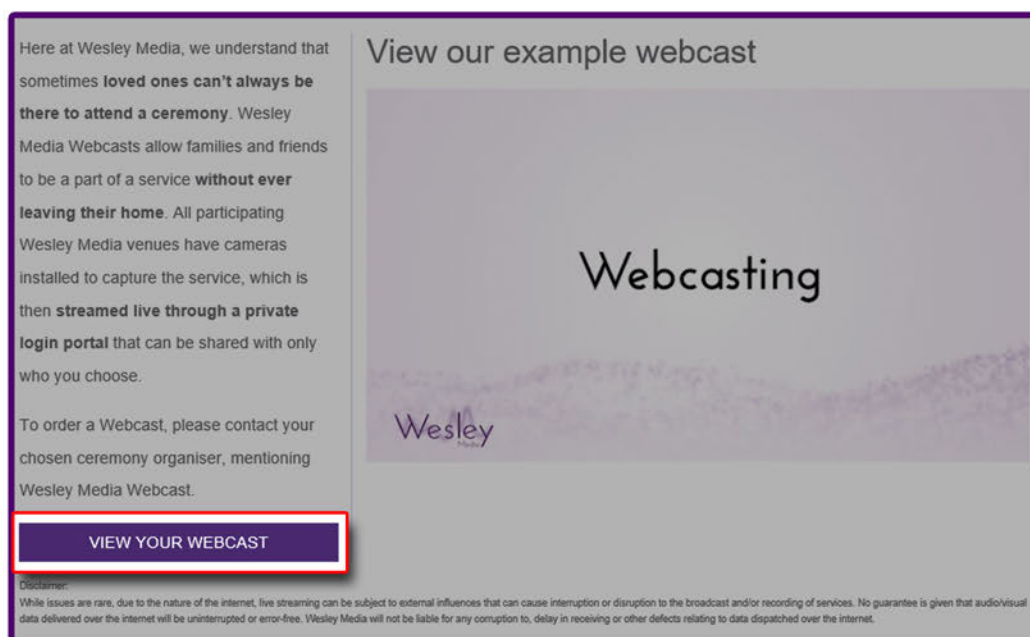 Here at Wesley Media, we understand that
sometimes loved ones can't always be
there to attend a ceremony. Wesley
Media Webcasts allow families and friends
to be a part of a service without ever
leaving their home. All participating
Wesley Media venues have cameras
installed to capture the service, which is
then streamed live through a private
login portal that can be shared with only
who you choose.
To order a Webcast, please contact your
chosen ceremony organiser, mentioning
Wesley Media Webcast.
VIEW YOUR WEBCAST
View our example webcast
Webcasting
Wesley
Media
Disclaimer:
While issues are rare, due to the nature of the internet, live streaming can be subject to external influences that can cause interruption or disruption to the broadcast and/or recording of services. No guarantee is given that audio/visual
data delivered over the internet will be uninterrupted or error-free. Wesley Media will not be liable for any corruption to, delay in receiving or other defects relating to data dispatched over the internet.